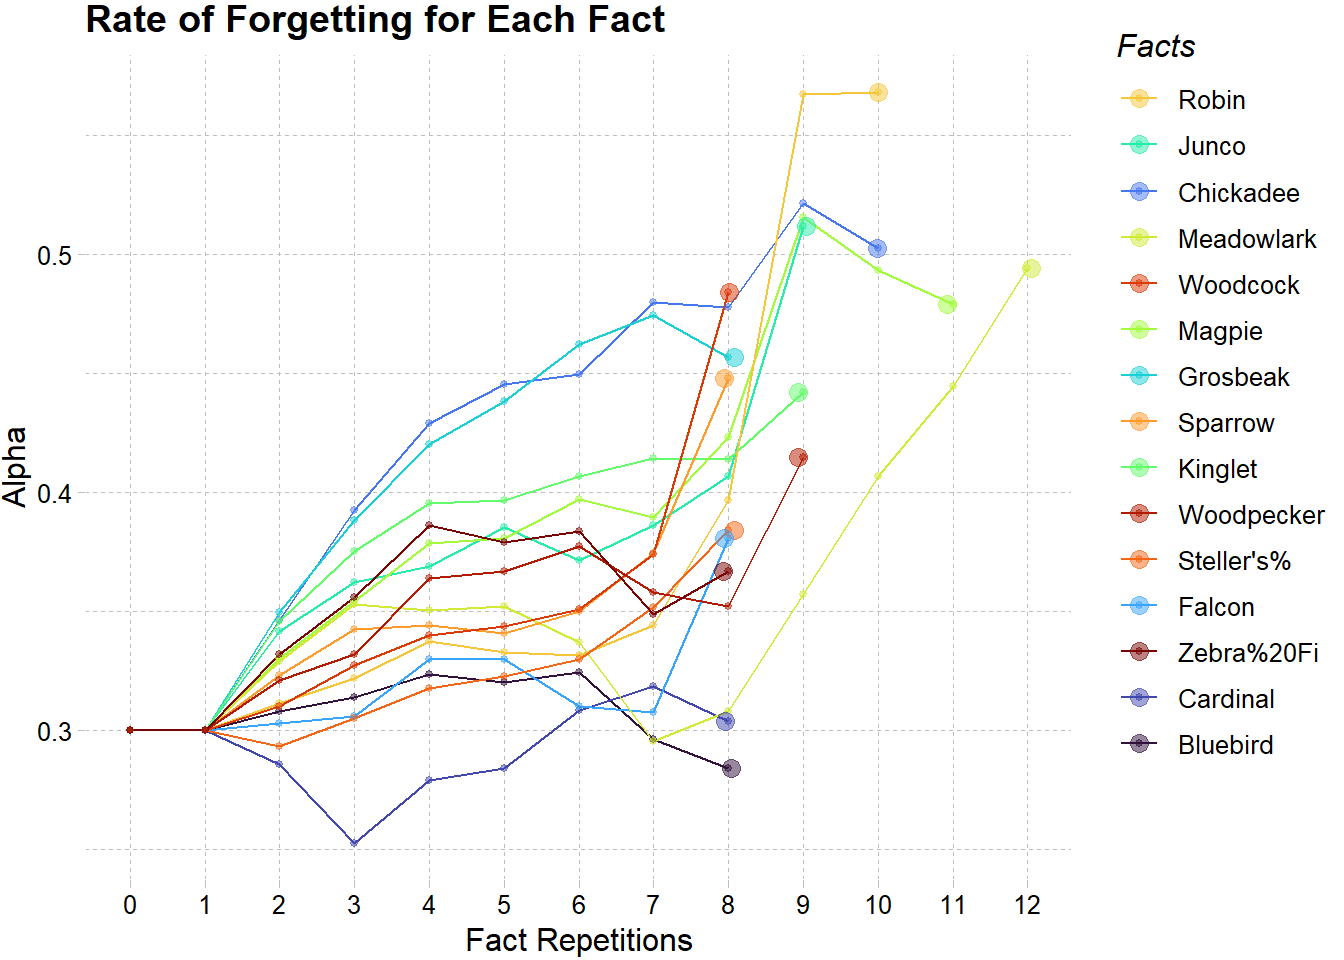 Rate of Forgetting for Each Fact
Facts
Robin
Junco
Chickadee
Meadowlark
Woodcock
Magpie
Grosbeak
Sparrow
Kinglet
Woodpecker
Steller's%
Falcon
Zebra%20Fi
Cardinal
Bluebird
Alpha
0.5
0.4
0.3
0 1 2 3 4 5 6 7 8 9 10 11 12
Fact Repetitions